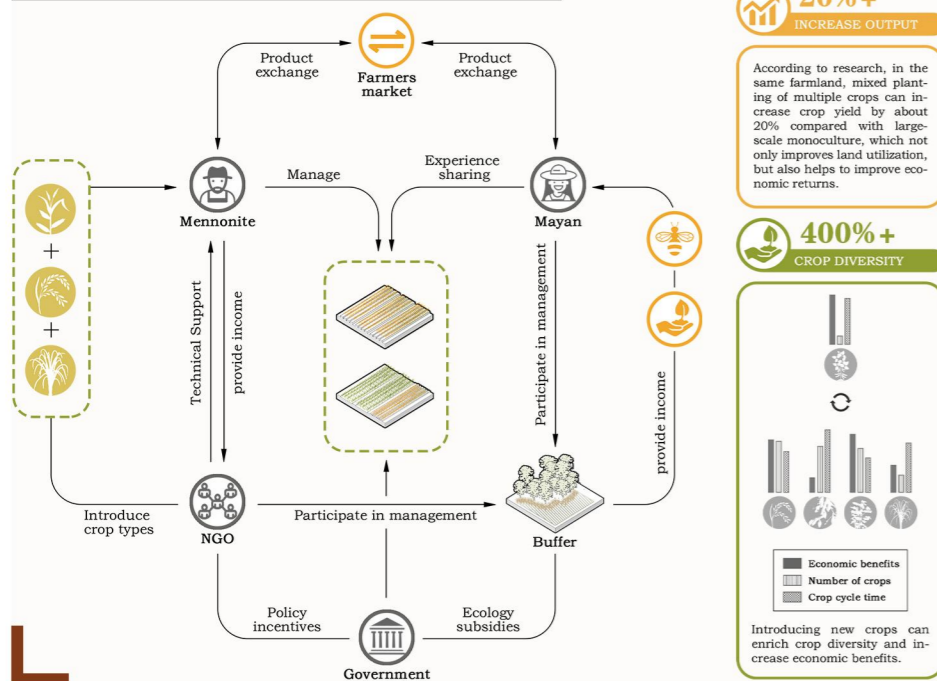 20%+
INCREASE OUTPUT
According to research, in the
same farmland, mixed plant-
ing of multiple crops can in-
crease crop yield by about
20% compared with large-
scale monoculture, which not
only improves land utilization,
but also helps to improve eco-
nomic returns.
Product
exchange
Farmers
market
Product
exchange
Mennonite
Manage
Experience
sharing
Mayan
+
+
Technical Support
provide income
Participate in management
provide income
Introduce
crop types
NGO
Participate in management
Buffer
Policy
incentives
Ecology
subsidies
Government
400%+
CROP DIVERSITY
Economic benefits
Number of crops
Crop cycle time
Introducing new crops can
enrich crop diversity and in-
crease economic benefits.